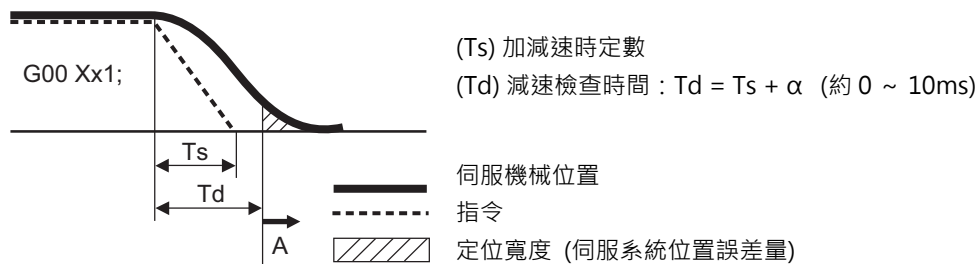 (Ts) 加減速時定數
G00 Xx1;
(Td) 減速檢查時間：Td = Ts + α (約 0 ~ 10ms)
Ts
Td
A
伺服機械位置
指令
定位寬度 (伺服系統位置誤差量)